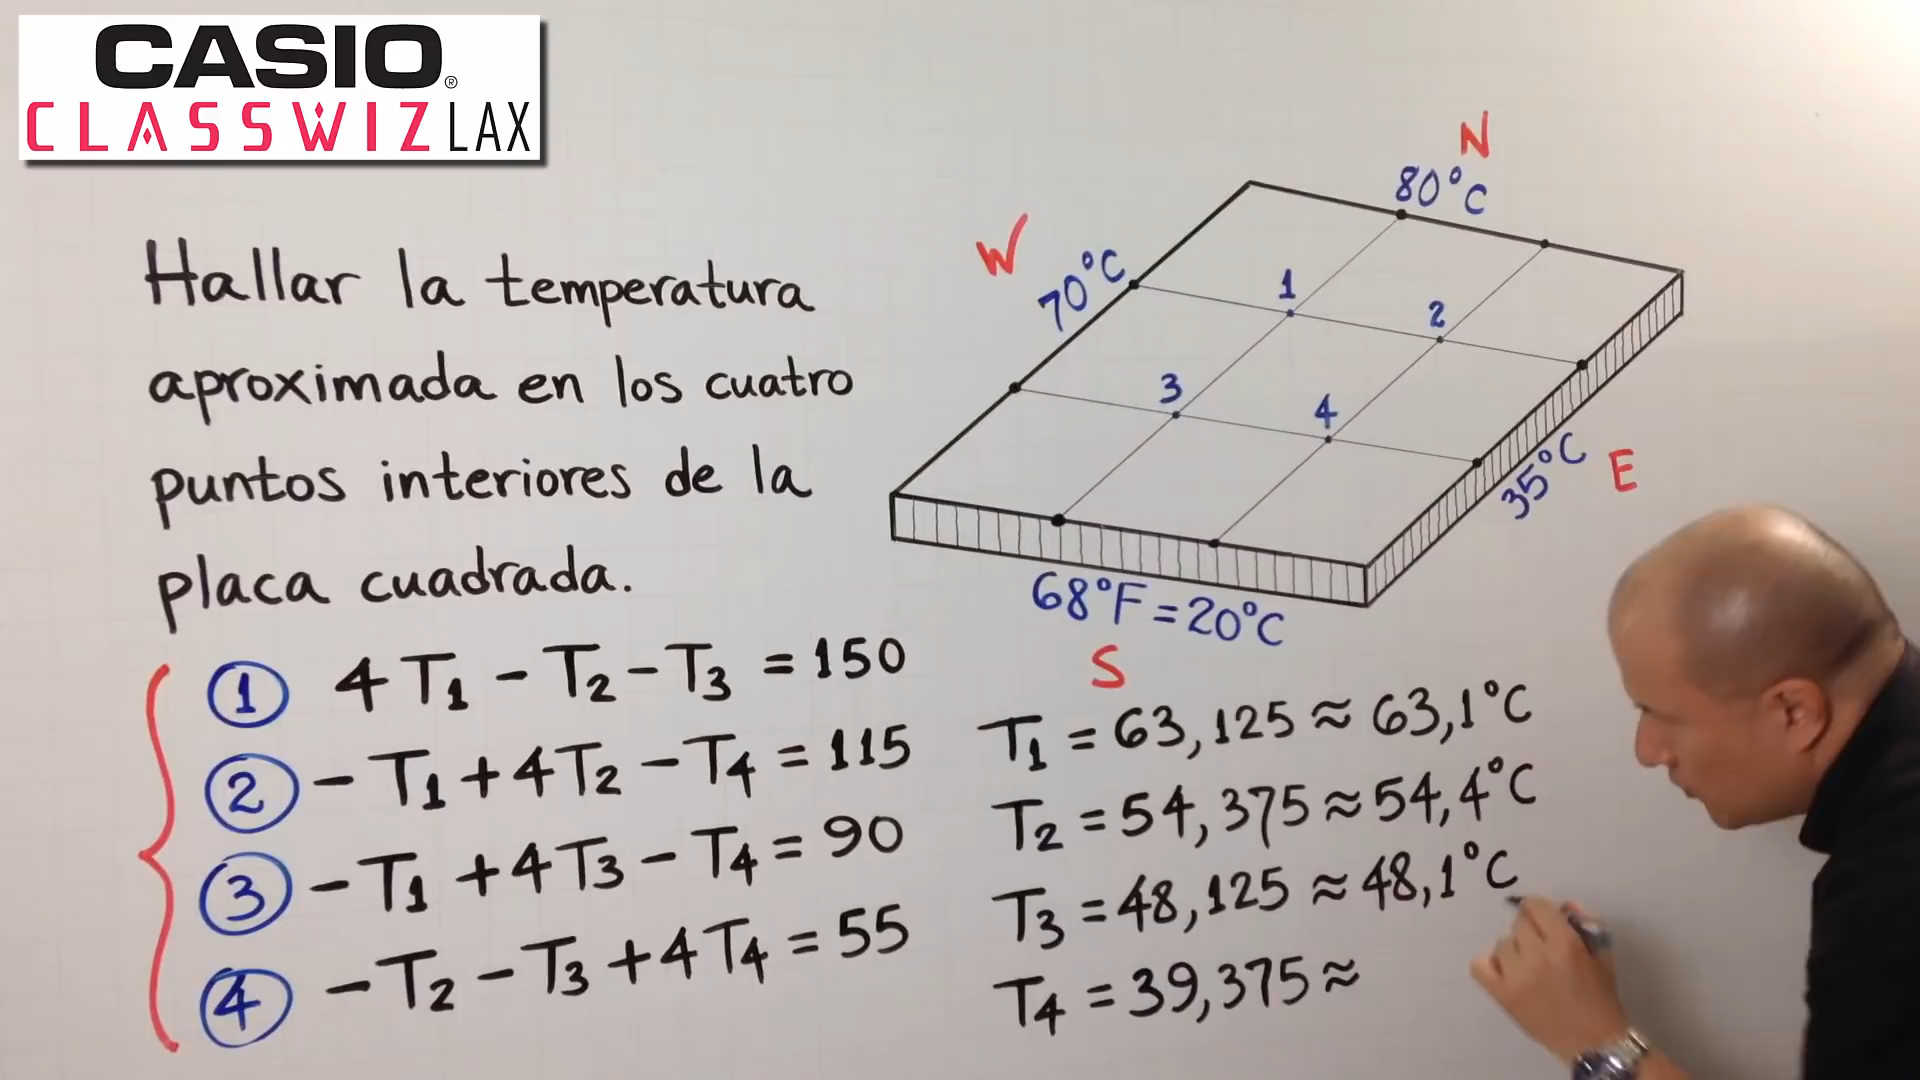 CASIO®
CLASSWIZ LAX
Hallar la temperatura
aproximada en los cuatro
puntos interiores de la
placa cuadrada.
N
80°C
W
70°C
1
2
3
4
35°C
E
68°F = 20°C
S
① 4T₁ - T₂ - T₃ = 150
② - T₁ + 4T₂ - T₄ = 115
③ - T₁ + 4T₃ - T₄ = 90
④ - T₂ - T₃ + 4T₄ = 55
T₁ = 63,125 ≈ 63,1°C
T₂ = 54,375 ≈ 54,4°C
T₃ = 48,125 ≈ 48,1°C
T₄ = 39,375 ≈